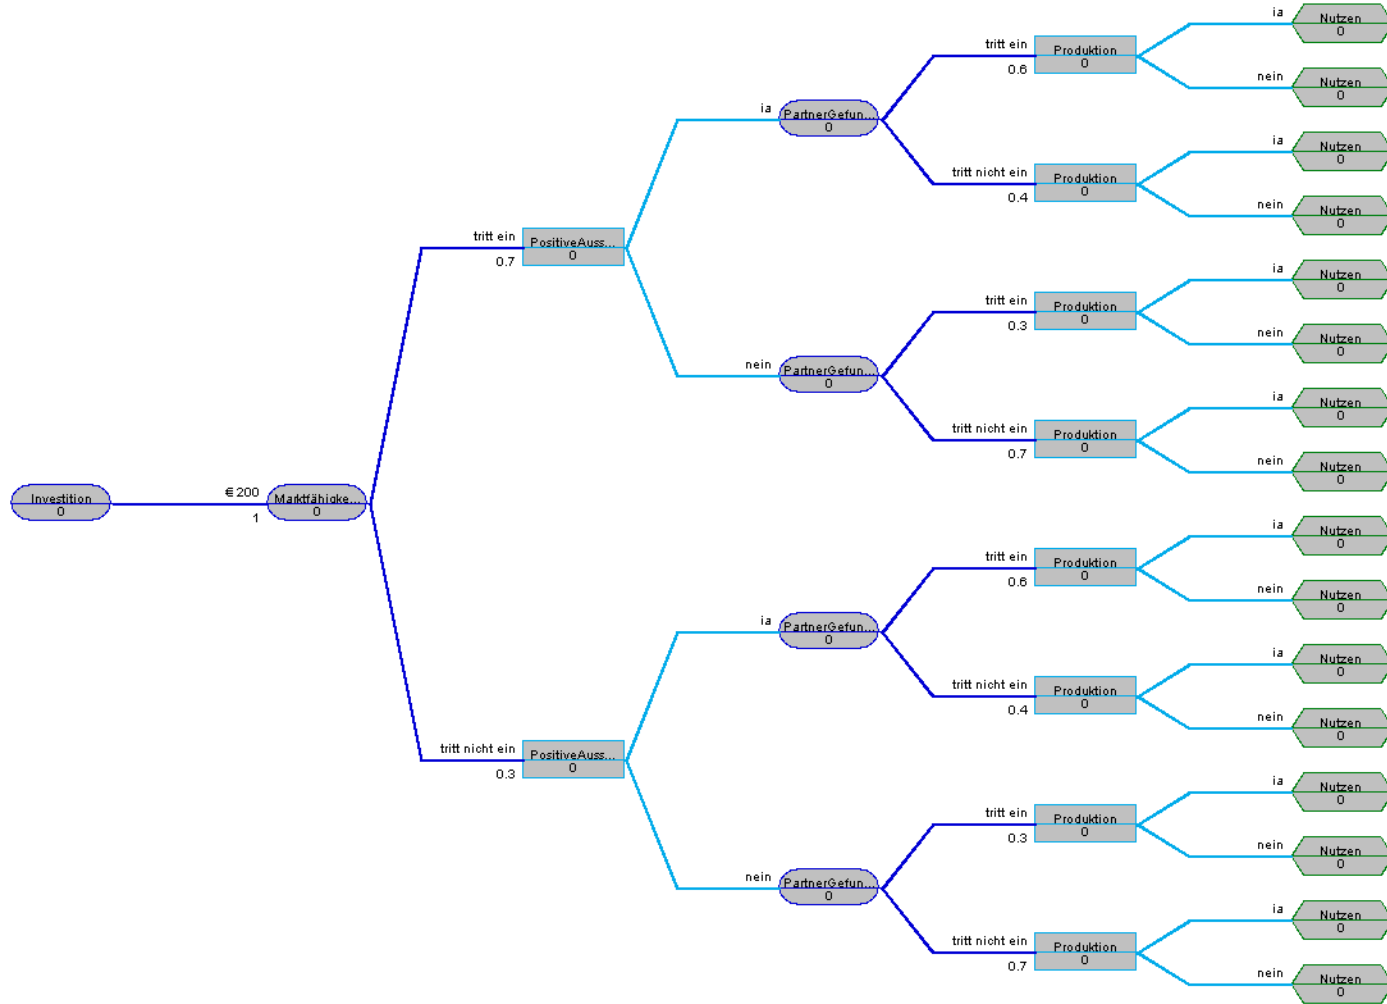 ja
Nutzen
0
tritt ein
0.6
Produktion
0
nein
Nutzen
0
ja
PartnerGefun...
0
ja
Nutzen
0
tritt nicht ein
0.4
Produktion
0
nein
Nutzen
0
tritt ein
0.7
PositiveAuss...
0
ja
Nutzen
0
tritt ein
0.3
Produktion
0
nein
Nutzen
0
nein
PartnerGefun...
0
ja
Nutzen
0
tritt nicht ein
0.7
Produktion
0
nein
Nutzen
0
Investition
0
€ 200
1
Marktfähigke...
0
ja
Nutzen
0
tritt ein
0.6
Produktion
0
nein
Nutzen
0
ja
PartnerGefun...
0
ja
Nutzen
0
tritt nicht ein
0.4
Produktion
0
nein
Nutzen
0
tritt nicht ein
0.3
PositiveAuss...
0
ja
Nutzen
0
tritt ein
0.3
Produktion
0
nein
Nutzen
0
nein
PartnerGefun...
0
ja
Nutzen
0
tritt nicht ein
0.7
Produktion
0
nein
Nutzen
0